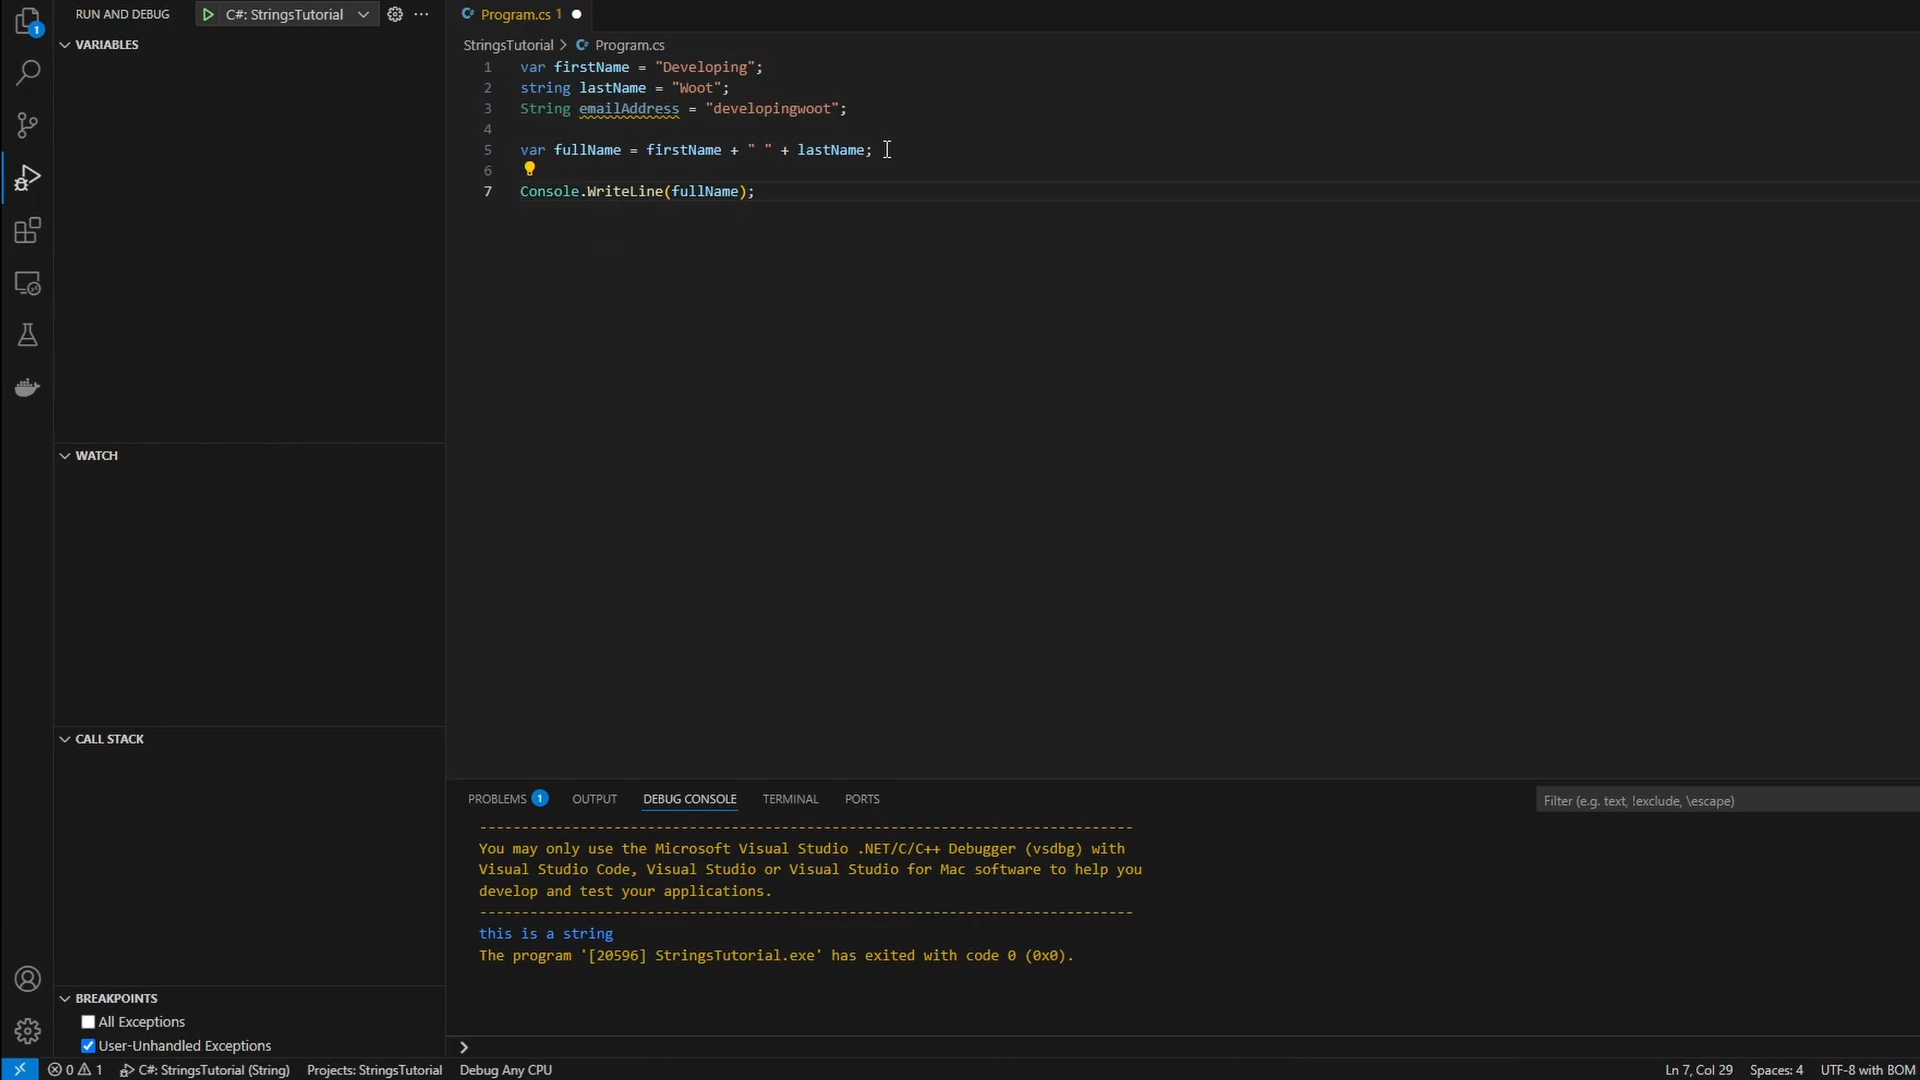 RUN AND DEBUG
C#: StringsTutorial
Program.cs 1
1
VARIABLES
StringsTutorial > Program.cs
1 var firstName = "Developing";
2 string lastName = "Woot";
3 String emailAddress = "developingwoot";
4
5 var fullName = firstName + " " + lastName;
6
7 Console.WriteLine(fullName);
WATCH
CALL STACK
BREAKPOINTS
All Exceptions
User-Unhandled Exceptions
PROBLEMS 1 OUTPUT DEBUG CONSOLE TERMINAL PORTS
Filter (e.g. text, !exclude, \escape)
------------------------------------------------------------------------------
You may only use the Microsoft Visual Studio .NET/C/C++ Debugger (vsdbg) with
Visual Studio Code, Visual Studio or Visual Studio for Mac software to help you
develop and test your applications.
------------------------------------------------------------------------------
this is a string
The program '[20596] StringsTutorial.exe' has exited with code 0 (0x0).
>
0 1 C#: StringsTutorial (String) Projects: StringsTutorial Debug Any CPU Ln 7, Col 29 Spaces: 4 UTF-8 with BOM